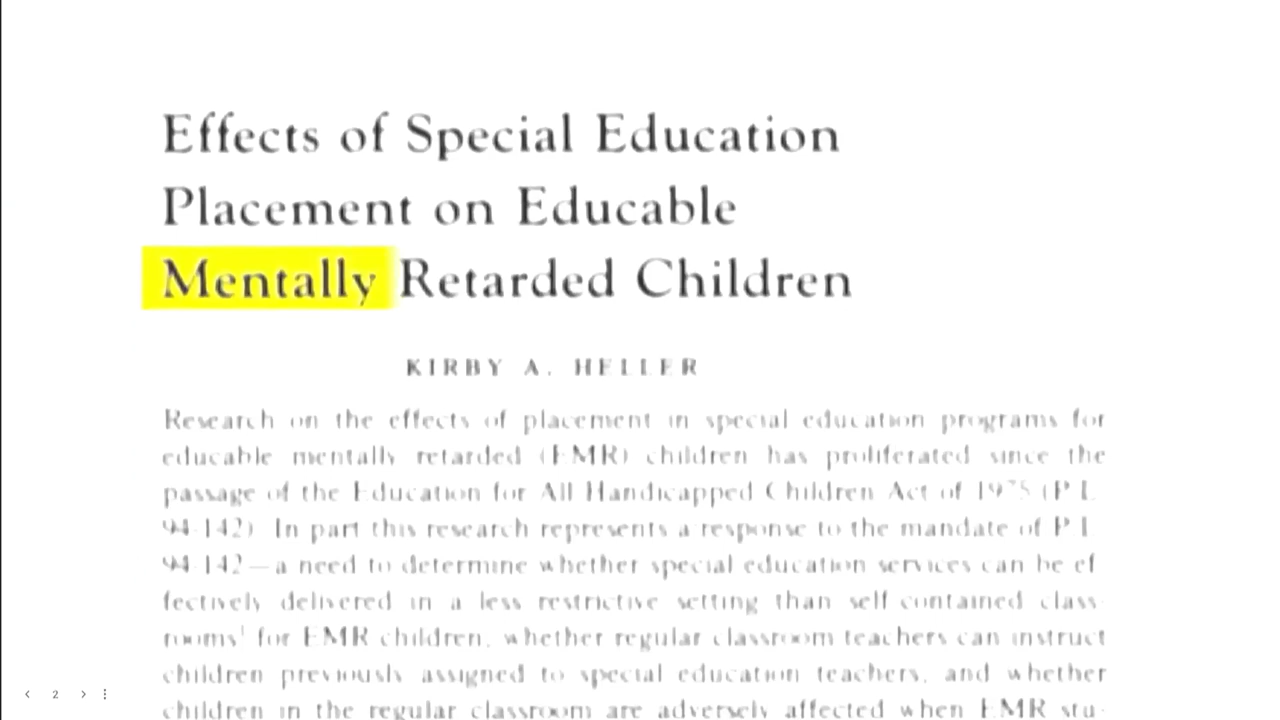 Effects of Special Education
Placement on Educable
Mentally Retarded Children
KIRBY A. HELLER
Research on the effects of placement in special education programs for
educable mentally retarded (EMR) children has proliferated since the
passage of the Education for All Handicapped Children Act of 1975 (P L
94-142) In part this research represents a response to the mandate of P L
94-142—a need to determine whether special education services can be ef
fectively delivered in a less restrictive setting than self contained class-
rooms¹ for EMR children, whether regular classroom teachers can instruct
children previously assigned to special education teachers, and whether
children in the regular classroom are adversely affected when EMR stu-
2